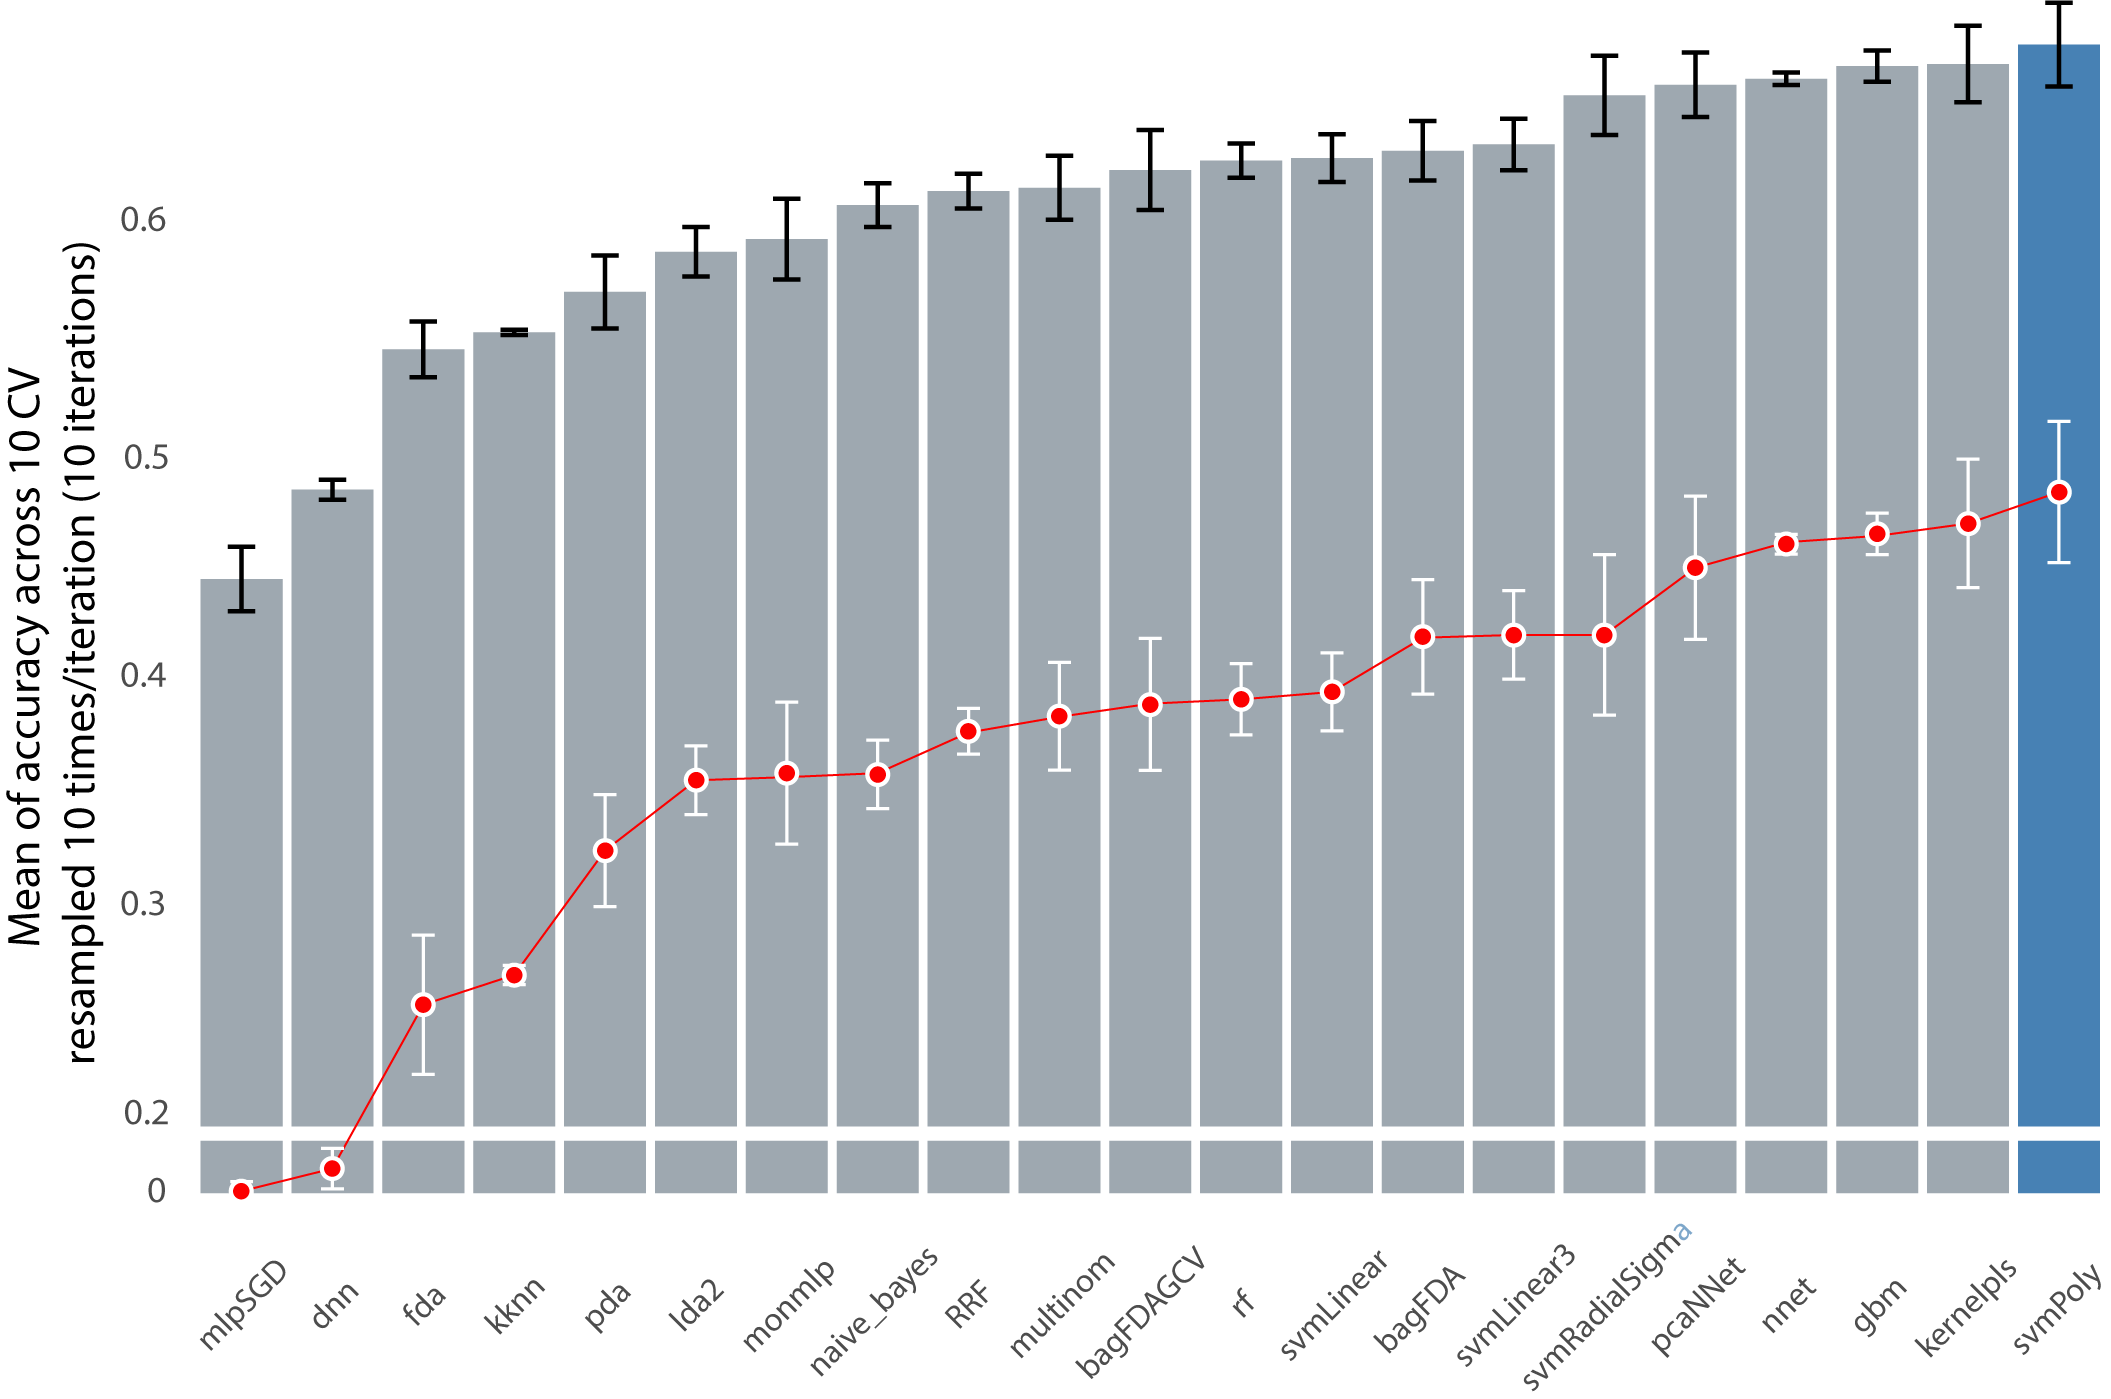 Mean of accuracy across 10 CV
resampled 10 times/iteration (10 iterations)
0.6
0.5
0.4
0.3
0.2
0
mlpSGD
dnn
fda
kknn
pda
lda2
monmlp
naive_bayes
RRF
multinom
bagFDAGCV
rf
svmLinear
bagFDA
svmLinear3
svmRadialSigma
pcaNNet
nnet
gbm
kernelpls
svmPoly